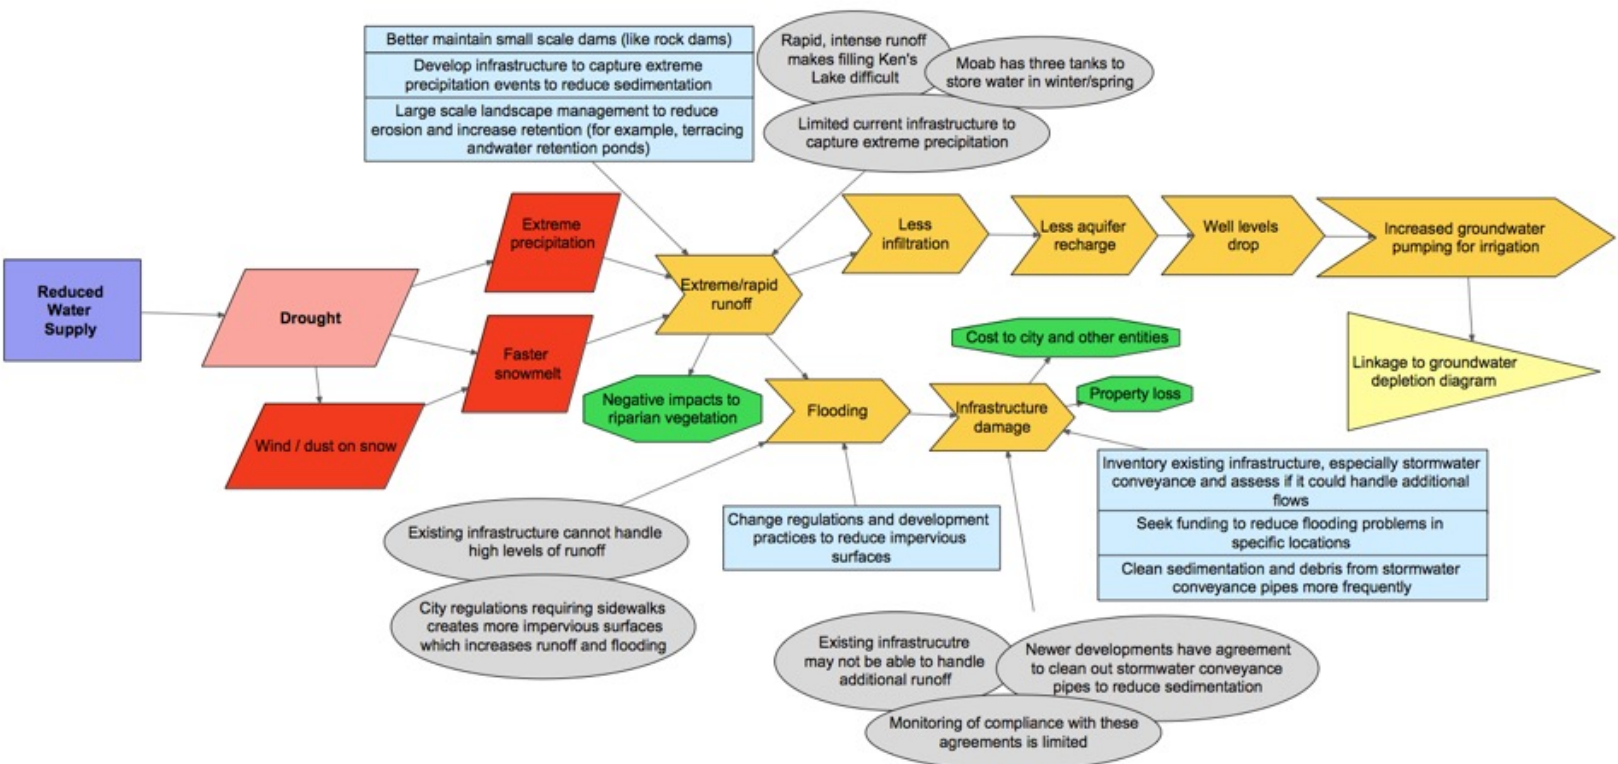 Better maintain small scale dams (like rock dams)
Develop infrastructure to capture extreme
precipitation events to reduce sedimentation
Large scale landscape management to reduce
erosion and increase retention (for example, terracing
andwater retention ponds)
Rapid, intense runoff
makes filling Ken's
Lake difficult
Moab has three tanks to
store water in winter/spring
Limited current infrastructure to
capture extreme precipitation
Reduced
Water
Supply
Drought
Extreme
precipitation
Faster
snowmelt
Wind / dust on snow
Extreme/rapid
runoff
Less
infiltration
Less aquifer
recharge
Well levels
drop
Increased groundwater
pumping for irrigation
Linkage to groundwater
depletion diagram
Negative impacts to
riparian vegetation
Flooding
Infrastructure
damage
Cost to city and other entities
Property loss
Existing infrastructure cannot handle
high levels of runoff
City regulations requiring sidewalks
creates more impervious surfaces
which increases runoff and flooding
Change regulations and development
practices to reduce impervious
surfaces
Inventory existing infrastructure, especially stormwater
conveyance and assess if it could handle additional
flows
Seek funding to reduce flooding problems in
specific locations
Clean sedimentation and debris from stormwater
conveyance pipes more frequently
Existing infrastrucutre
may not be able to handle
additional runoff
Newer developments have agreement
to clean out stormwater conveyance
pipes to reduce sedimentation
Monitoring of compliance with these
agreements is limited